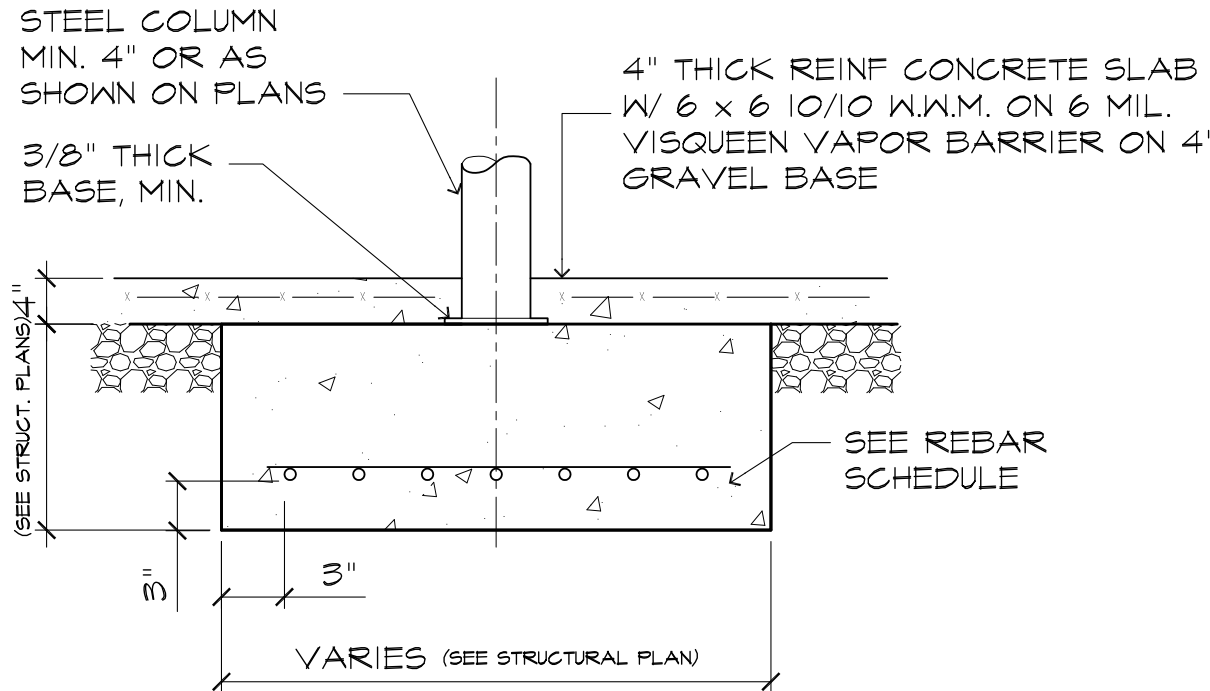 STEEL COLUMN
MIN. 4" OR AS
SHOWN ON PLANS
3/8" THICK
BASE, MIN.
4" THICK REINF CONCRETE SLAB
W/ 6 x 6 10/10 W.W.M. ON 6 MIL.
VISQUEEN VAPOR BARRIER ON 4'
GRAVEL BASE
4"
(SEE STRUCT. PLANS)
x x x x x x x x
SEE REBAR
SCHEDULE
3"
3"
VARIES (SEE STRUCTURAL PLAN)